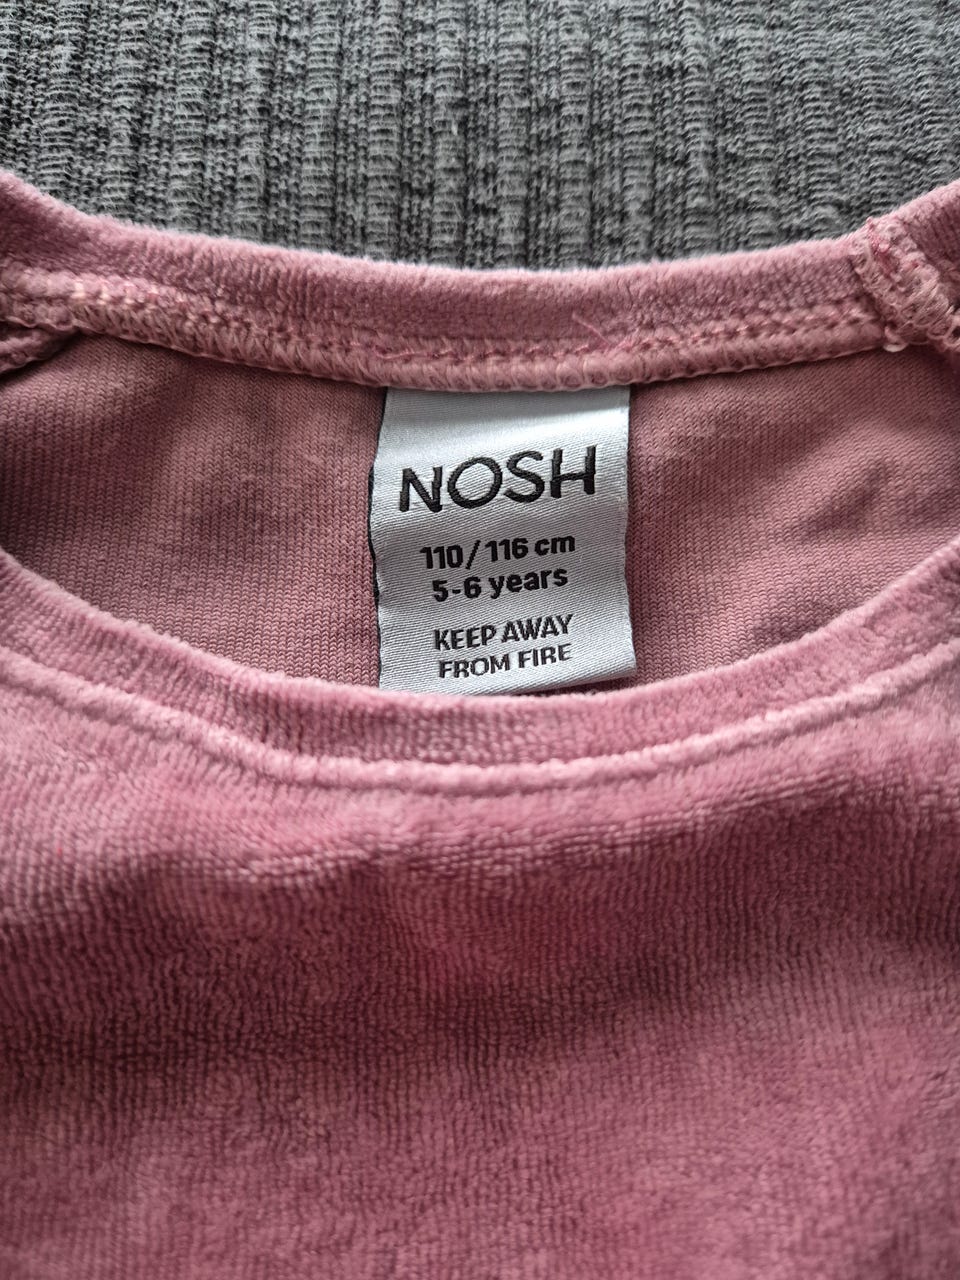 NOSH
110/116 cm
5-6 years
KEEP AWAY
FROM FIRE